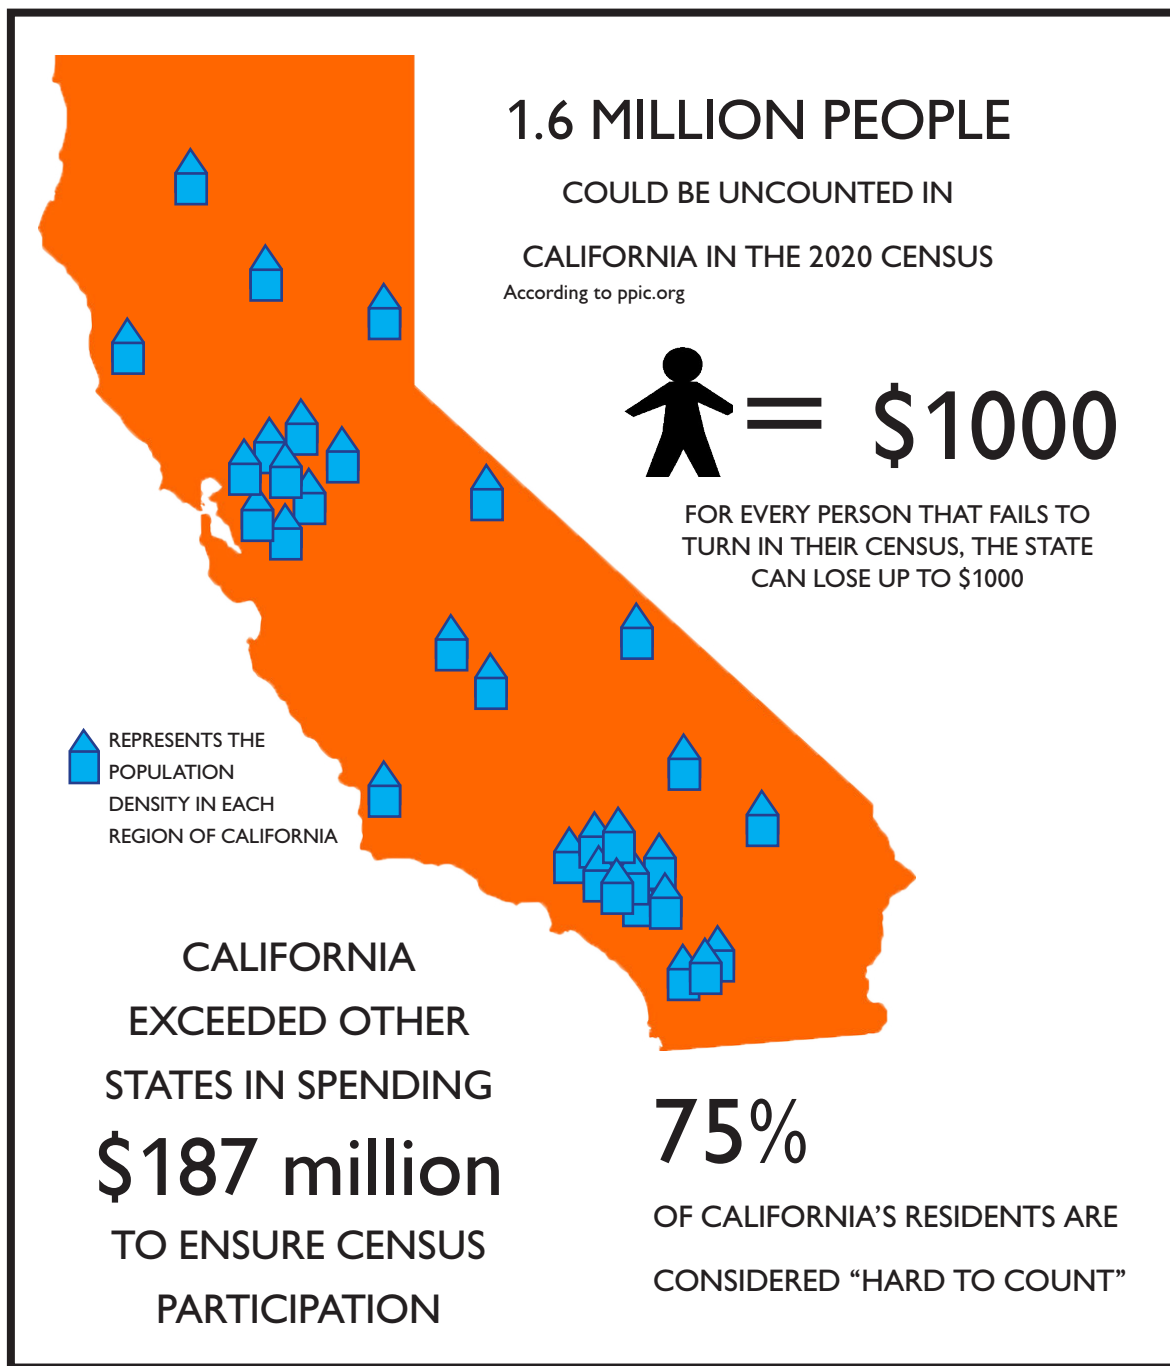 1.6 MILLION PEOPLE
COULD BE UNCOUNTED IN
CALIFORNIA IN THE 2020 CENSUS
According to ppic.org
= $1000
FOR EVERY PERSON THAT FAILS TO
TURN IN THEIR CENSUS, THE STATE
CAN LOSE UP TO $1000
REPRESENTS THE
POPULATION
DENSITY IN EACH
REGION OF CALIFORNIA
CALIFORNIA
EXCEEDED OTHER
STATES IN SPENDING
$187 million
TO ENSURE CENSUS
PARTICIPATION
75%
OF CALIFORNIA’S RESIDENTS ARE
CONSIDERED “HARD TO COUNT”